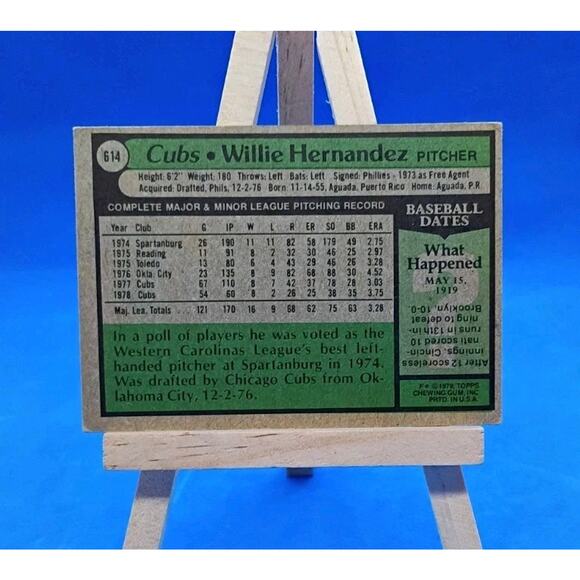 614
Cubs • Willie Hernandez PITCHER
Height: 6'2" Weight: 180 Throws: Left Bats: Left Signed: Phillies - 1973 as Free Agent
Acquired: Drafted, Phils, 12-2-76 Born: 11-14-55, Aguada, Puerto Rico Home: Aguada, P.R.
COMPLETE MAJOR & MINOR LEAGUE PITCHING RECORD
Year Club G IP W L R ER SO BB ERA
1974 Spartanburg 26 190 11 11 82 58 179 49 2.75
1975 Reading 11 91 8 2 30 25 46 25 2.97
1975 Toledo 13 80 6 4 43 29 46 26 3.28
1976 Okla. City 23 135 8 9 82 68 88 30 4.52
1977 Cubs 67 110 8 7 42 37 78 28 3.03
1978 Cubs 54 60 8 2 26 25 38 35 3.75
Maj. Lea. Totals 121 170 16 9 68 62 75 63 3.28
In a poll of players he was voted as the
Western Carolinas League's best left-
handed pitcher at Spartanburg in 1974.
Was drafted by Chicago Cubs from Ok-
lahoma City, 12-2-76.
BASEBALL
DATES
What
Happened
MAY 15,
1919
After 12 scoreless
innings, Cincin-
nati scored 10
runs in 13th in-
ning to defeat
Brooklyn, 10-0
© 1979, TOPPS
CHEWING GUM, INC
PRTD. IN U.S.A.